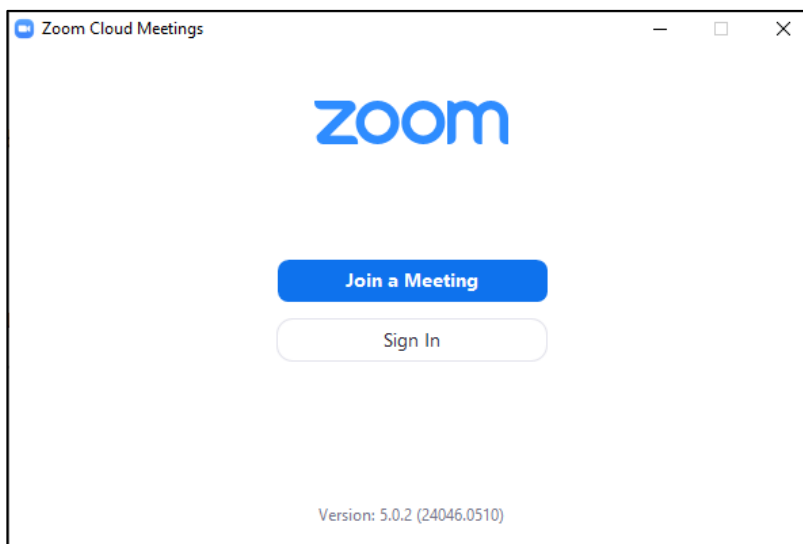 Zoom Cloud Meetings
zoom
Join a Meeting
Sign In
Version: 5.0.2 (24046.0510)